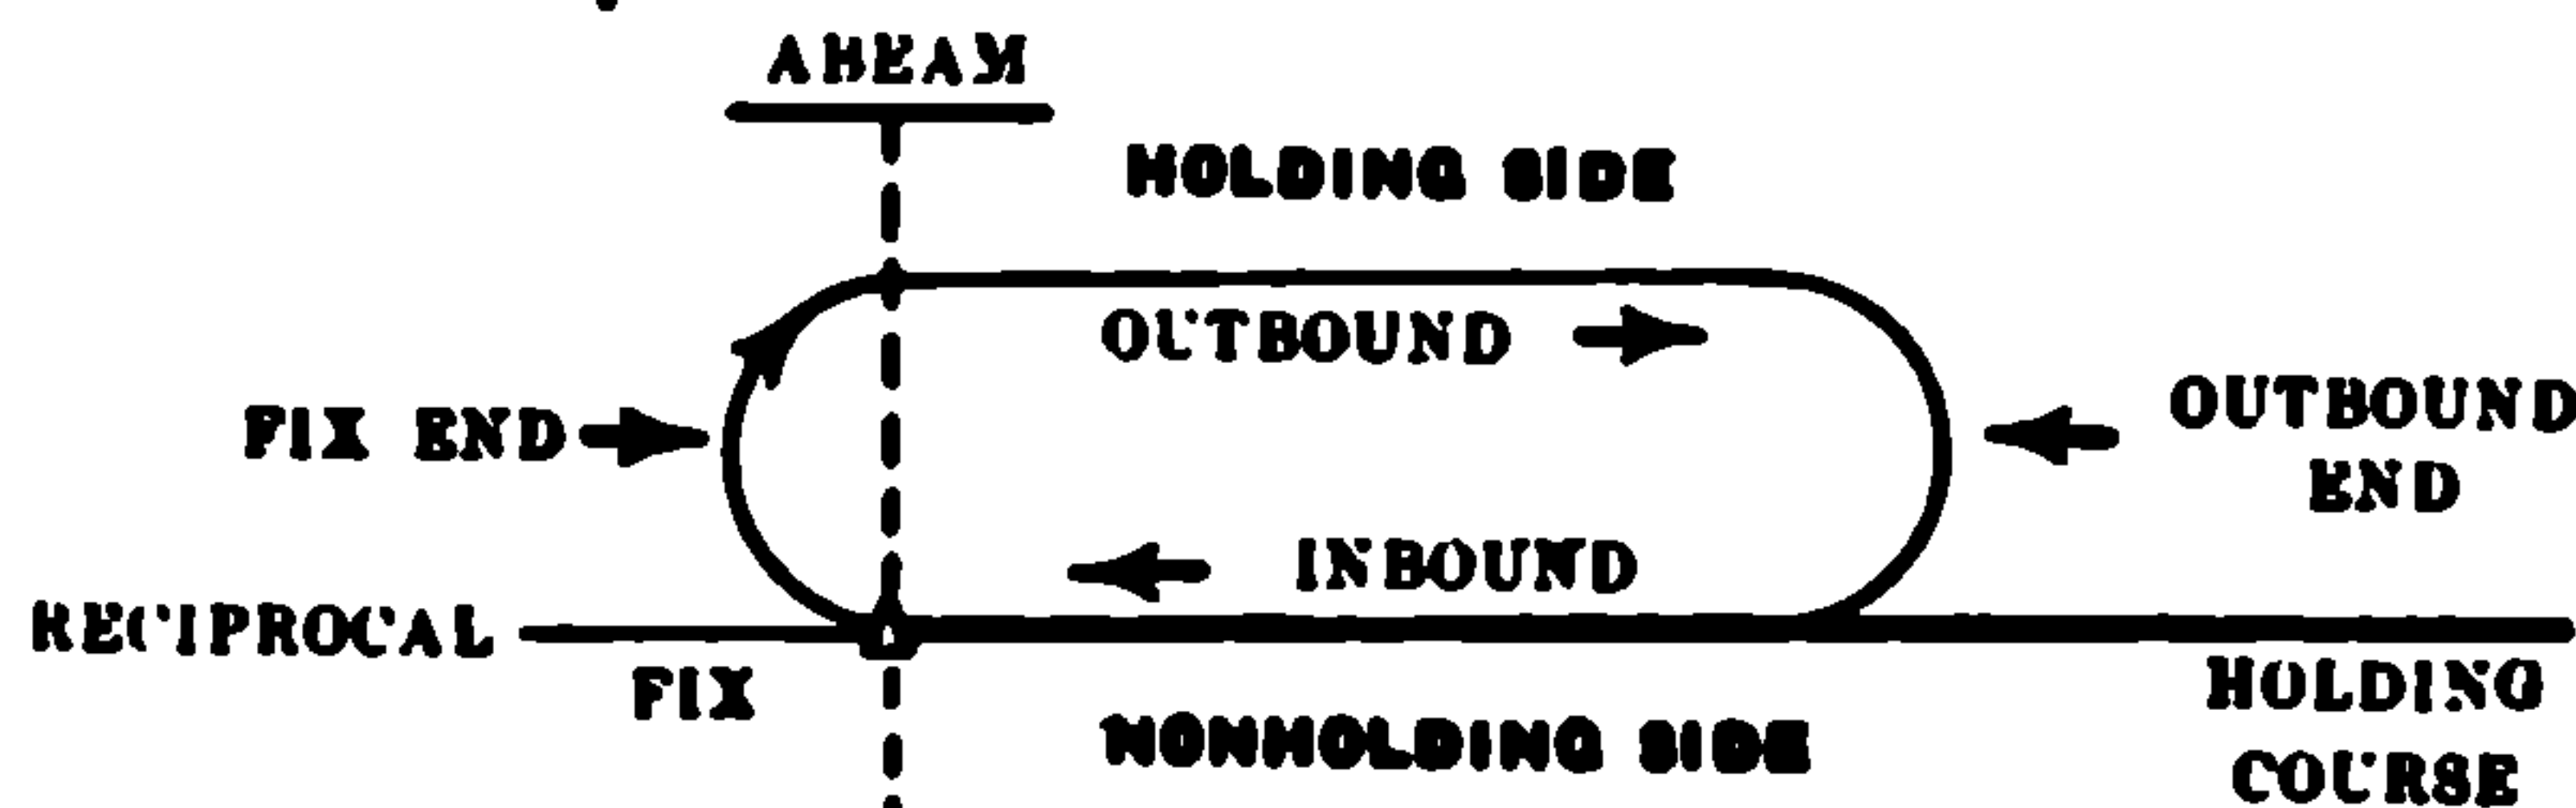 ABEAM
HOLDING SIDE
OUTBOUND
FIX END
OUTBOUND
END
INBOUND
RECIPROCAL
FIX
HOLDING
COURSE
NONHOLDING SIDE